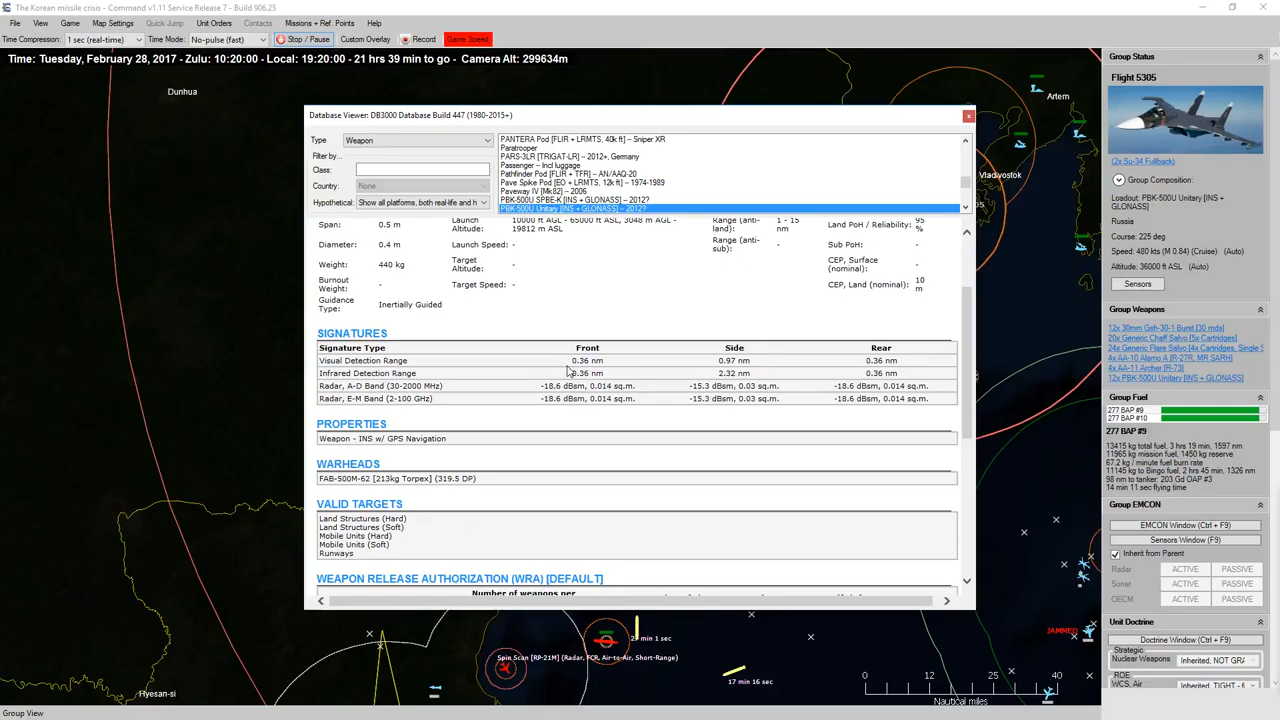 The Korean missile crisis - Command v1.11 Service Release 7 - Build 906.25
File View Game Map Settings Quick Jump Unit Orders Contacts Missions + Ref. Points Help
Time Compression: 1 sec (real-time) Time Mode: No-pulse (fast) Stop / Pause Custom Overlay Record Game Speed
Time: Tuesday, February 28, 2017 - Zulu: 10:20:00 - Local: 19:20:00 - 21 hrs 39 min to go - Camera Alt: 299634m
Dunhua
Artem
Vladivostok
Hyesan-si
Database Viewer: DB3000 Database Build 447 (1980-2015+)
Type Weapon
Filter by...
Class:
Country: None
Hypothetical: Show all platforms, both real-life and h
PANTERA Pod [FLIR + LRMTS, 40k ft] – Sniper XR
Paratrooper
PARS-3LR [TRIGAT-LR] – 2012+, Germany
Passenger – Incl luggage
Pathfinder Pod [FLIR + TFR] – AN/AAQ-20
Pave Spike Pod [EO + LRMTS, 12k ft] – 1974-1989
Paveway IV [Mk82] – 2006
PBK-500U SPBE-K [INS + GLONASS] – 2012?
PBK-500U Unitary [INS + GLONASS] – 2012?
Span: 0.5 m Launch Altitude: 10000 ft AGL - 65000 ft ASL, 3048 m AGL - 19812 m ASL Range (anti-land): 1 - 15 nm Land PoH / Reliability: 95 %
Diameter: 0.4 m Launch Speed: - Range (anti-sub): - Sub PoH: -
Weight: 440 kg Target Altitude: - CEP, Surface (nominal): -
Burnout Weight: - Target Speed: - CEP, Land (nominal): 10 m
Guidance Type: Inertially Guided
SIGNATURES
Signature Type Front Side Rear
Visual Detection Range 0.36 nm 0.97 nm 0.36 nm
Infrared Detection Range .36 nm 2.32 nm 0.36 nm
Radar, A-D Band (30-2000 MHz) -18.6 dBsm, 0.014 sq.m. -15.3 dBsm, 0.03 sq.m. -18.6 dBsm, 0.014 sq.m.
Radar, E-M Band (2-100 GHz) -18.6 dBsm, 0.014 sq.m. -15.3 dBsm, 0.03 sq.m. -18.6 dBsm, 0.014 sq.m.
PROPERTIES
Weapon - INS w/ GPS Navigation
WARHEADS
FAB-500M-62 [213kg Torpex] (319.5 DP)
VALID TARGETS
Land Structures (Hard)
Land Structures (Soft)
Mobile Units (Hard)
Mobile Units (Soft)
Runways
WEAPON RELEASE AUTHORIZATION (WRA) [DEFAULT]
Number of weapons per
min 1 sec
Spin Scan [RP-21M] (Radar, FCR, Air-to-Air, Short-Range)
17 min 16 sec
JAMMED
0 12 25 40
Nautical miles
Group View
Group Status
Flight 5305
(2x Su-34 Fullback)
Group Composition:
Loadout: PBK-500U Unitary [INS +
GLONASS]
Russia
Course: 225 deg
Speed: 480 kts (M 0.84) (Cruise) (Auto)
Altitude: 36000 ft ASL (Auto)
Sensors
Group Weapons
12x 30mm Gsh-30-1 Burst [30 rnds]
20x Generic Chaff Salvo [5x Cartridges]
24x Generic Flare Salvo [4x Cartridges, Single S
4x AA-10 Alamo A [R-27R, MR SARH]
4x AA-11 Archer [R-73]
12x PBK-500U Unitary [INS + GLONASS]
Group Fuel
277 BAP #9
277 BAP #10
277 BAP #9
13415 kg total fuel, 3 hrs 19 min, 1597 nm
11965 kg mission fuel, 1450 kg reserve
67.2 kg / minute fuel burn rate
11145 kg to Bingo fuel, 2 hrs 45 min, 1326 nm
98 nm to tanker: 203 Gd OAP #3
14 min 11 sec flying time
Group EMCON
EMCON Window (Ctrl + F9)
Sensors Window (F9)
Inherit from Parent
Radar ACTIVE PASSIVE
Sonar ACTIVE PASSIVE
OECM ACTIVE PASSIVE
Unit Doctrine
Doctrine Window (Ctrl + F9)
Strategic
Nuclear Weapons Inherited, NOT GRA
ROE
WCS, Air Inherited, TIGHT - f